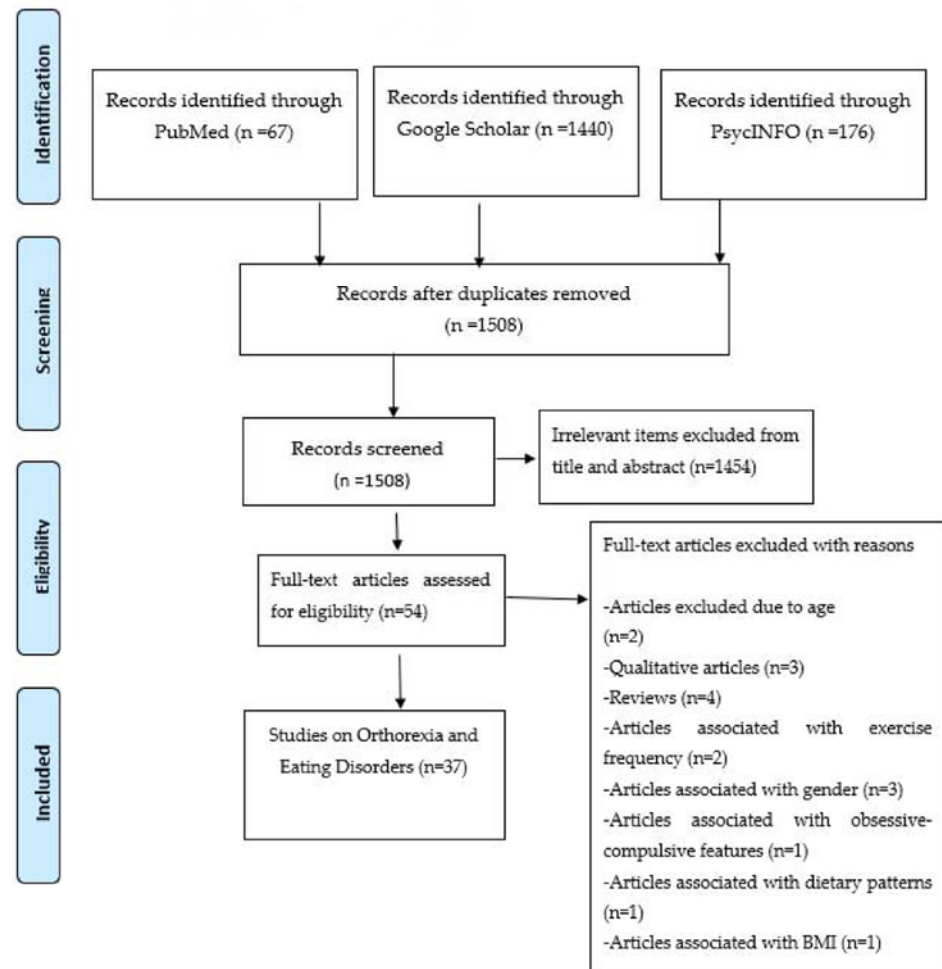 Identification
Records identified through
PubMed (n =67)
Records identified through
Google Scholar (n =1440)
Records identified through
PsycINFO (n =176)
Screening
Records after duplicates removed
(n =1508)
Records screened
(n =1508)
Irrelevant items excluded from
title and abstract (n=1454)
Eligibility
Full-text articles assessed
for eligibility (n=54)
Full-text articles excluded with reasons
-Articles excluded due to age
(n=2)
-Qualitative articles (n=3)
-Reviews (n=4)
-Articles associated with exercise
frequency (n=2)
-Articles associated with gender (n=3)
-Articles associated with obsessive-
compulsive features (n=1)
-Articles associated with dietary patterns
(n=1)
-Articles associated with BMI (n=1)
Included
Studies on Orthorexia and
Eating Disorders (n=37)